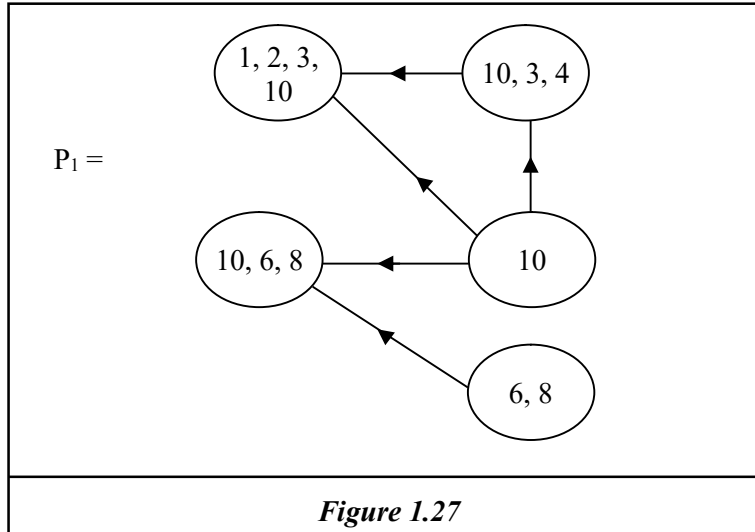 1, 2, 3,
10
10, 3, 4
P₁ =
10, 6, 8
10
6, 8
Figure 1.27